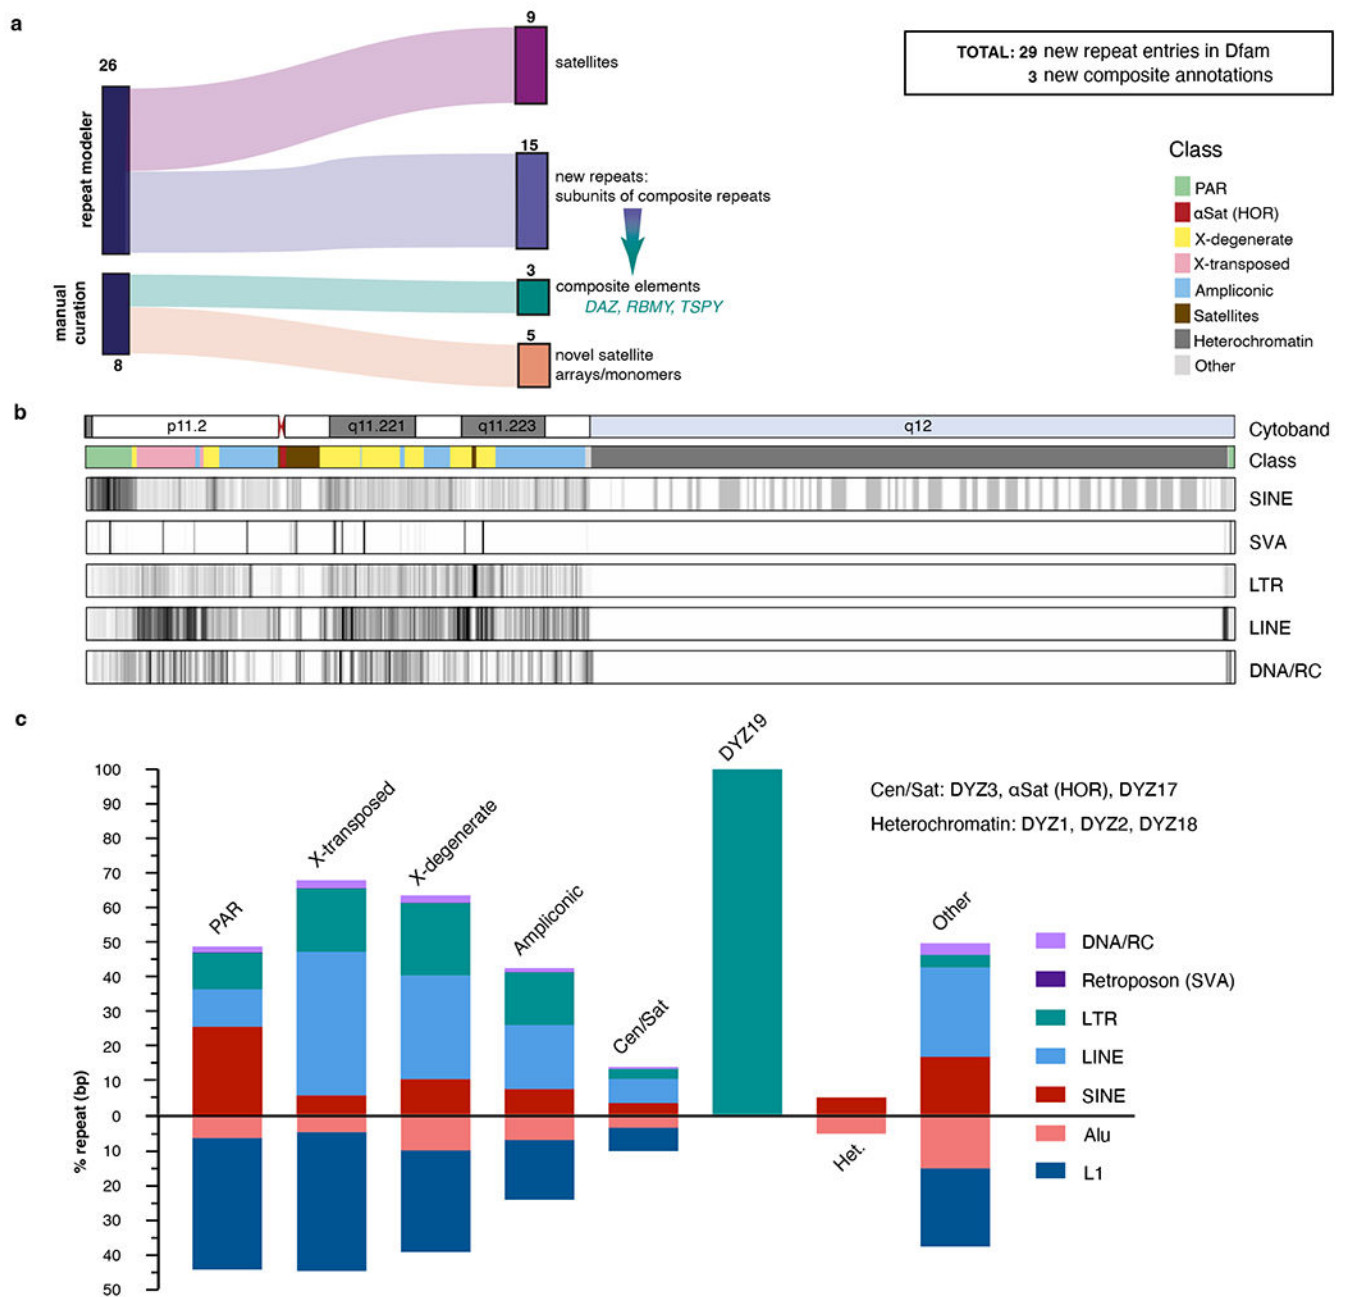 a
9
26
satellites
TOTAL: 29 new repeat entries in Dfam
3 new composite annotations
repeat modeler
15
new repeats:
subunits of composite repeats
3
composite elements
DAZ, RBMY, TSPY
manual
curation
8
5
novel satellite
arrays/monomers
Class
PAR
αSat (HOR)
X-degenerate
X-transposed
Ampliconic
Satellites
Heterochromatin
Other
b
p11.2
q11.221
q11.223
q12
Cytoband
Class
SINE
SVA
LTR
LINE
DNA/RC
c
% repeat (bp)
100
90
80
70
60
50
40
30
20
10
0
10
20
30
40
50
PAR
X-transposed
X-degenerate
Ampliconic
Cen/Sat
DYZ19
Het.
Other
Cen/Sat: DYZ3, αSat (HOR), DYZ17
Heterochromatin: DYZ1, DYZ2, DYZ18
DNA/RC
Retroposon (SVA)
LTR
LINE
SINE
Alu
L1